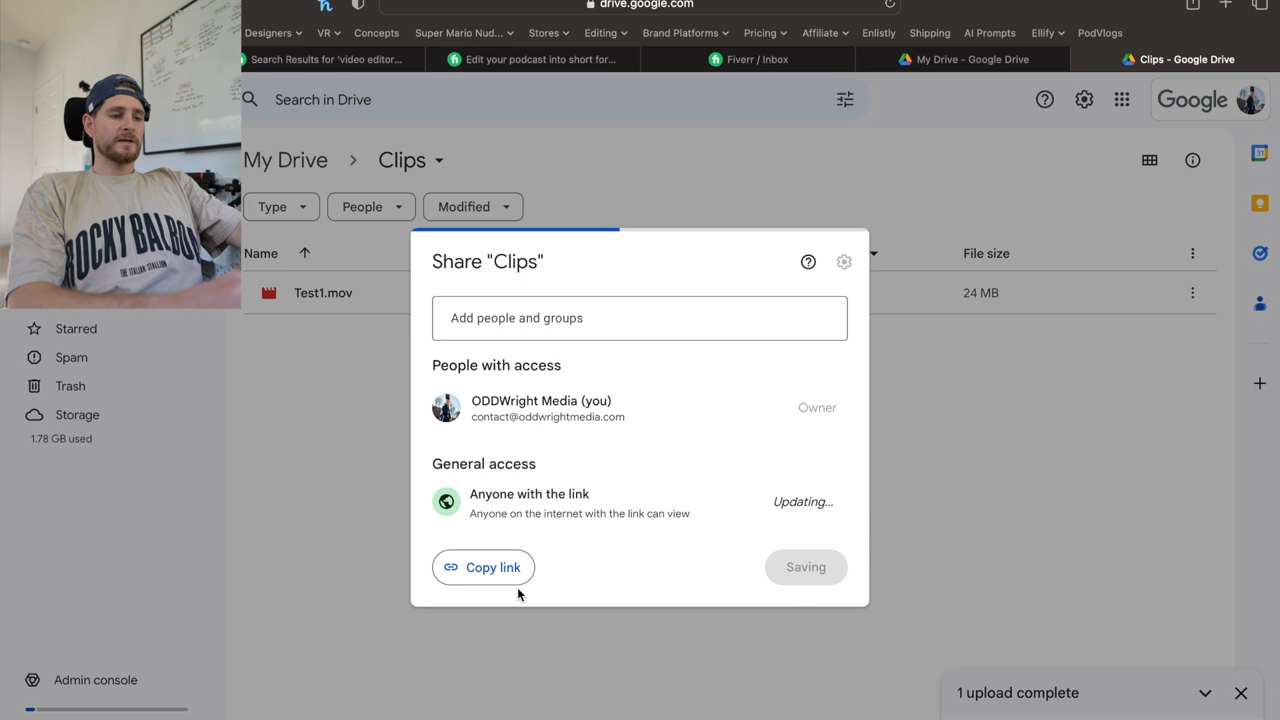 drive.google.com
Designers VR Concepts Super Mario Nud... Stores Editing Brand Platforms Pricing Affiliate Enlistly Shipping AI Prompts Ellify PodVlogs
Search Results for 'video editor... Edit your podcast into short for... Fiverr / Inbox My Drive - Google Drive Clips - Google Drive
Search in Drive Google
My Drive > Clips
Type People Modified
Name File size
Test1.mov 24 MB
ROCKY BALBO
THE ITALIAN STALLION
Starred
Spam
Trash
Storage
1.78 GB used
Admin console
Share "Clips"
Add people and groups
People with access
ODDWright Media (you)
contact@oddwrightmedia.com Owner
General access
Anyone with the link
Anyone on the internet with the link can view Updating...
Copy link Saving
1 upload complete